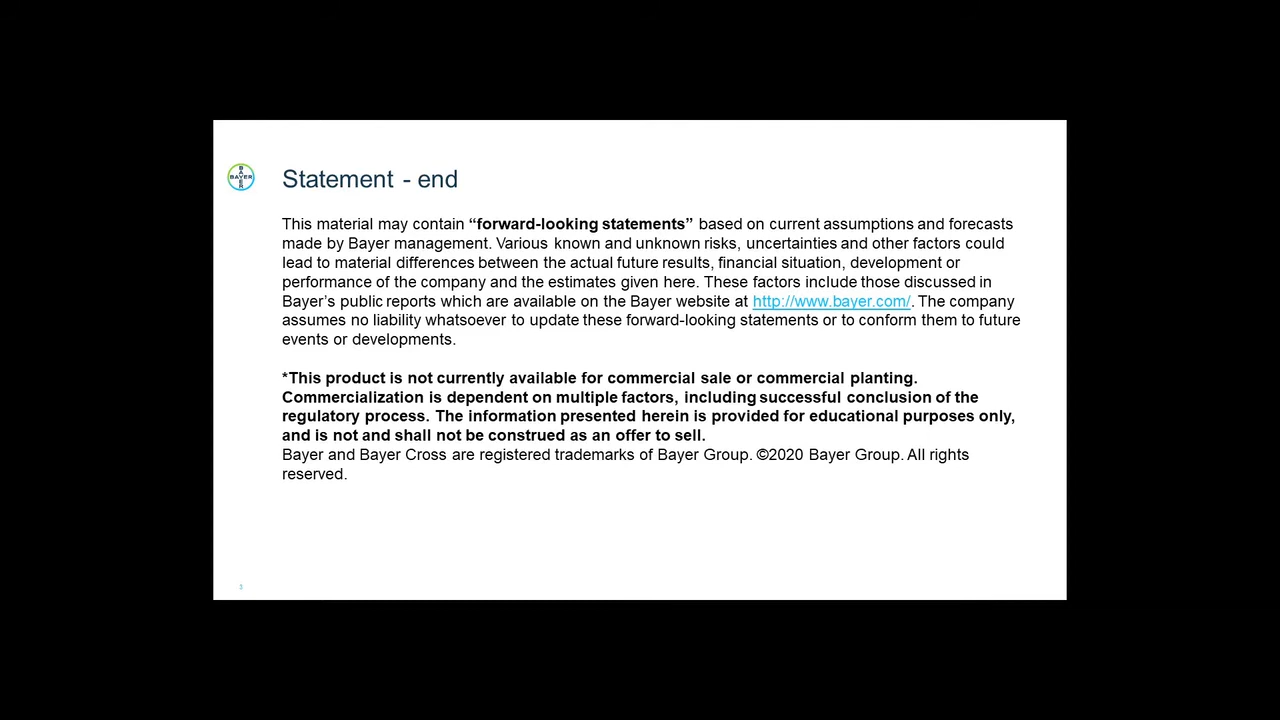 BAYER
BAYER
Statement - end
This material may contain “forward-looking statements” based on current assumptions and forecasts
made by Bayer management. Various known and unknown risks, uncertainties and other factors could
lead to material differences between the actual future results, financial situation, development or
performance of the company and the estimates given here. These factors include those discussed in
Bayer’s public reports which are available on the Bayer website at http://www.bayer.com/. The company
assumes no liability whatsoever to update these forward-looking statements or to conform them to future
events or developments.
*This product is not currently available for commercial sale or commercial planting.
Commercialization is dependent on multiple factors, including successful conclusion of the
regulatory process. The information presented herein is provided for educational purposes only,
and is not and shall not be construed as an offer to sell.
Bayer and Bayer Cross are registered trademarks of Bayer Group. ©2020 Bayer Group. All rights
reserved.
3